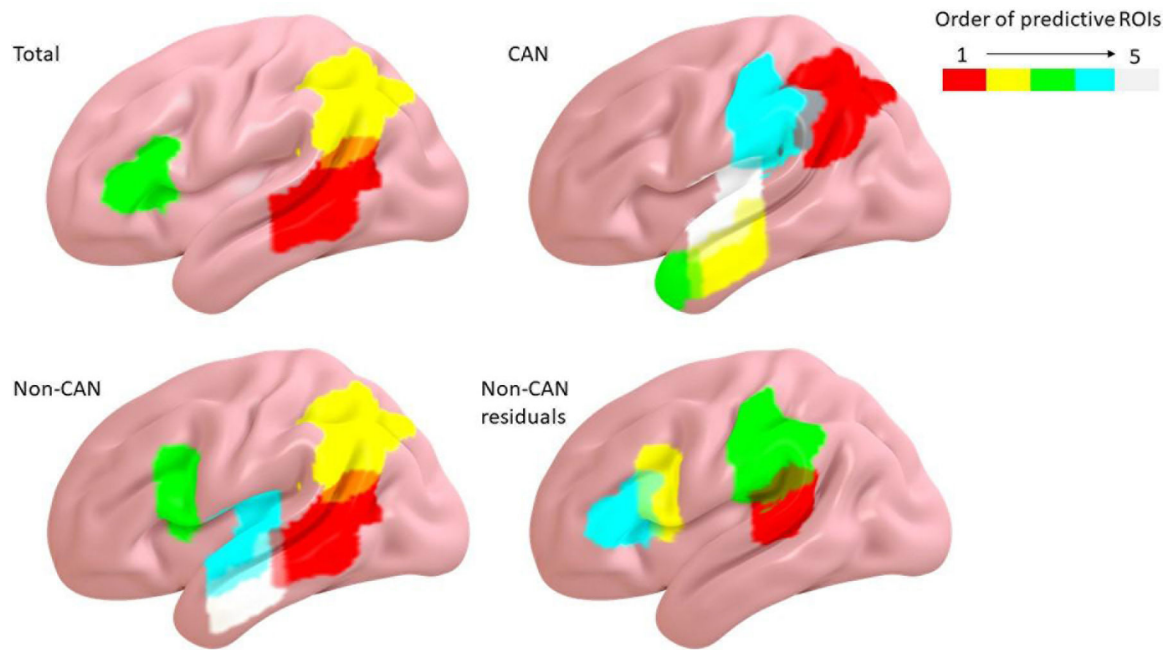 Order of predictive ROIs
1 5
Total
CAN
Non-CAN
Non-CAN
residuals